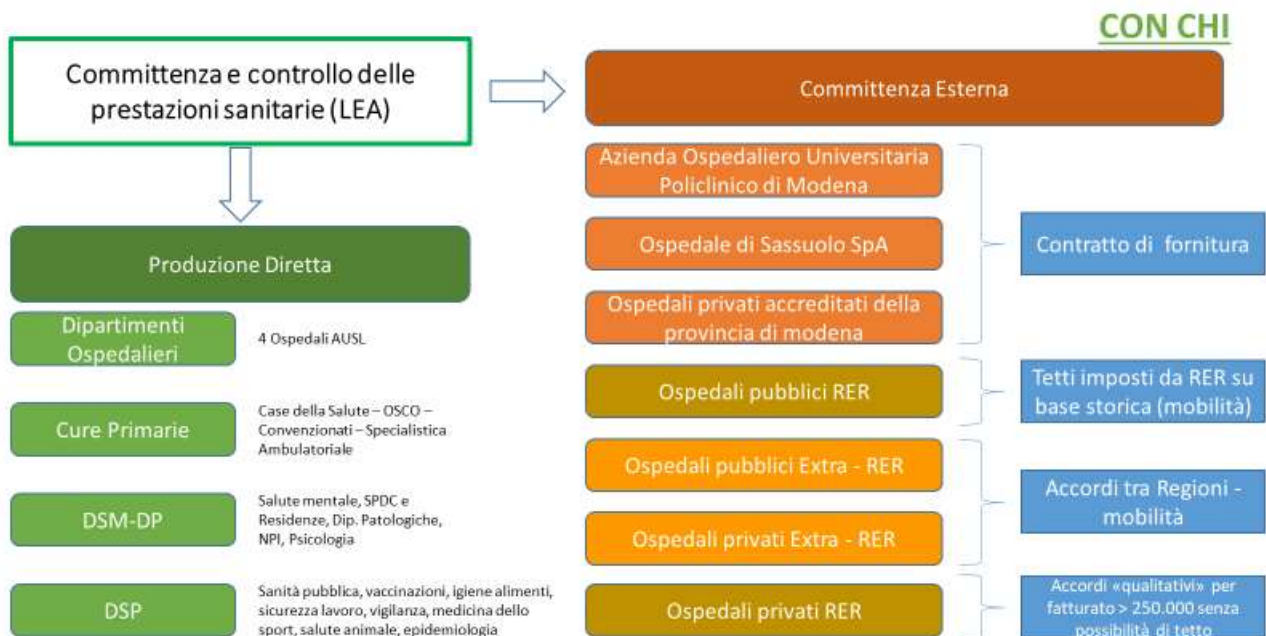 CON CHI
Committenza e controllo delle
prestazioni sanitarie (LEA)
Committenza Esterna
Produzione Diretta
Dipartimenti
Ospedalieri
4 Ospedali AUSL
Cure Primarie
Case della Salute – OSCO –
Convenzionati – Specialistica
Ambulatoriale
DSM-DP
Salute mentale, SPDC e
Residenze, Dip. Patologiche,
NPI, Psicologia
DSP
Sanità pubblica, vaccinazioni, igiene alimenti,
sicurezza lavoro, vigilanza, medicina dello
sport, salute animale, epidemiologia
Azienda Ospedaliero Universitaria
Policlinico di Modena
Ospedale di Sassuolo SpA
Ospedali privati accreditati della
provincia di modena
Contratto di fornitura
Ospedali pubblici RER
Tetti imposti da RER su
base storica (mobilità)
Ospedali pubblici Extra - RER
Ospedali privati Extra - RER
Accordi tra Regioni -
mobilità
Ospedali privati RER
Accordi «qualitativi» per
fatturato > 250.000 senza
possibilità di tetto